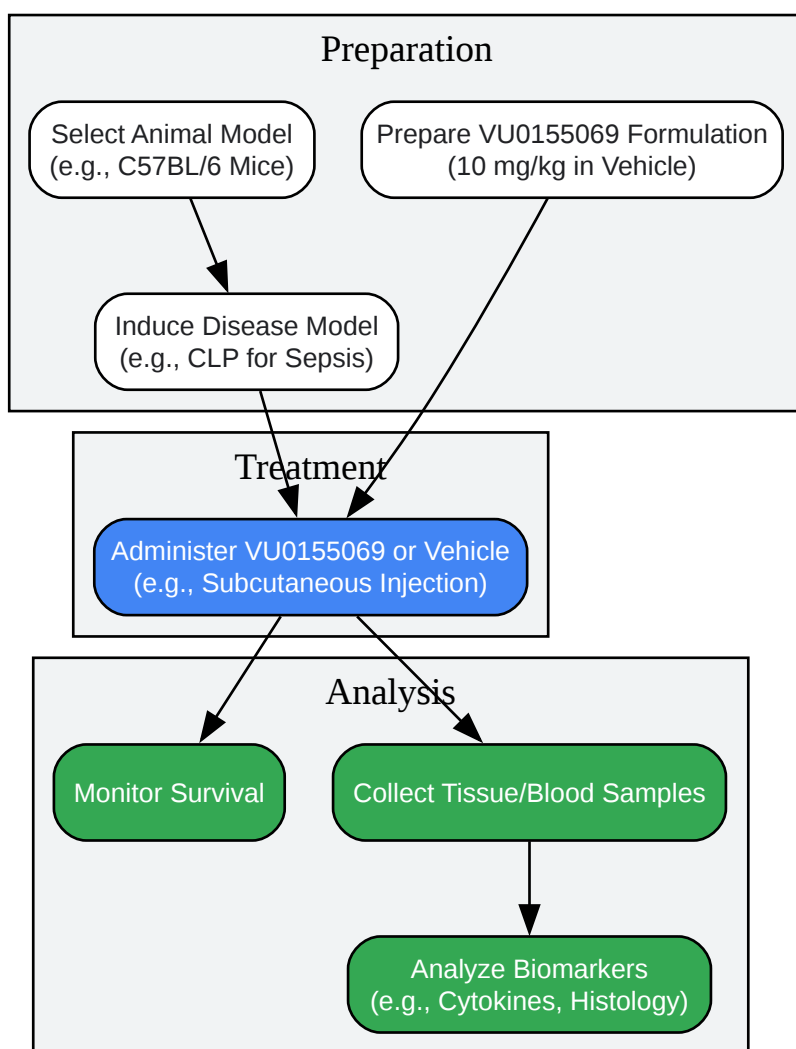 Preparation
Select Animal Model
(e.g., C57BL/6 Mice)
Prepare VU0155069 Formulation
(10 mg/kg in Vehicle)
Induce Disease Model
(e.g., CLP for Sepsis)
Treatment
Administer VU0155069 or Vehicle
(e.g., Subcutaneous Injection)
Analysis
Monitor Survival
Collect Tissue/Blood Samples
Analyze Biomarkers
(e.g., Cytokines, Histology)